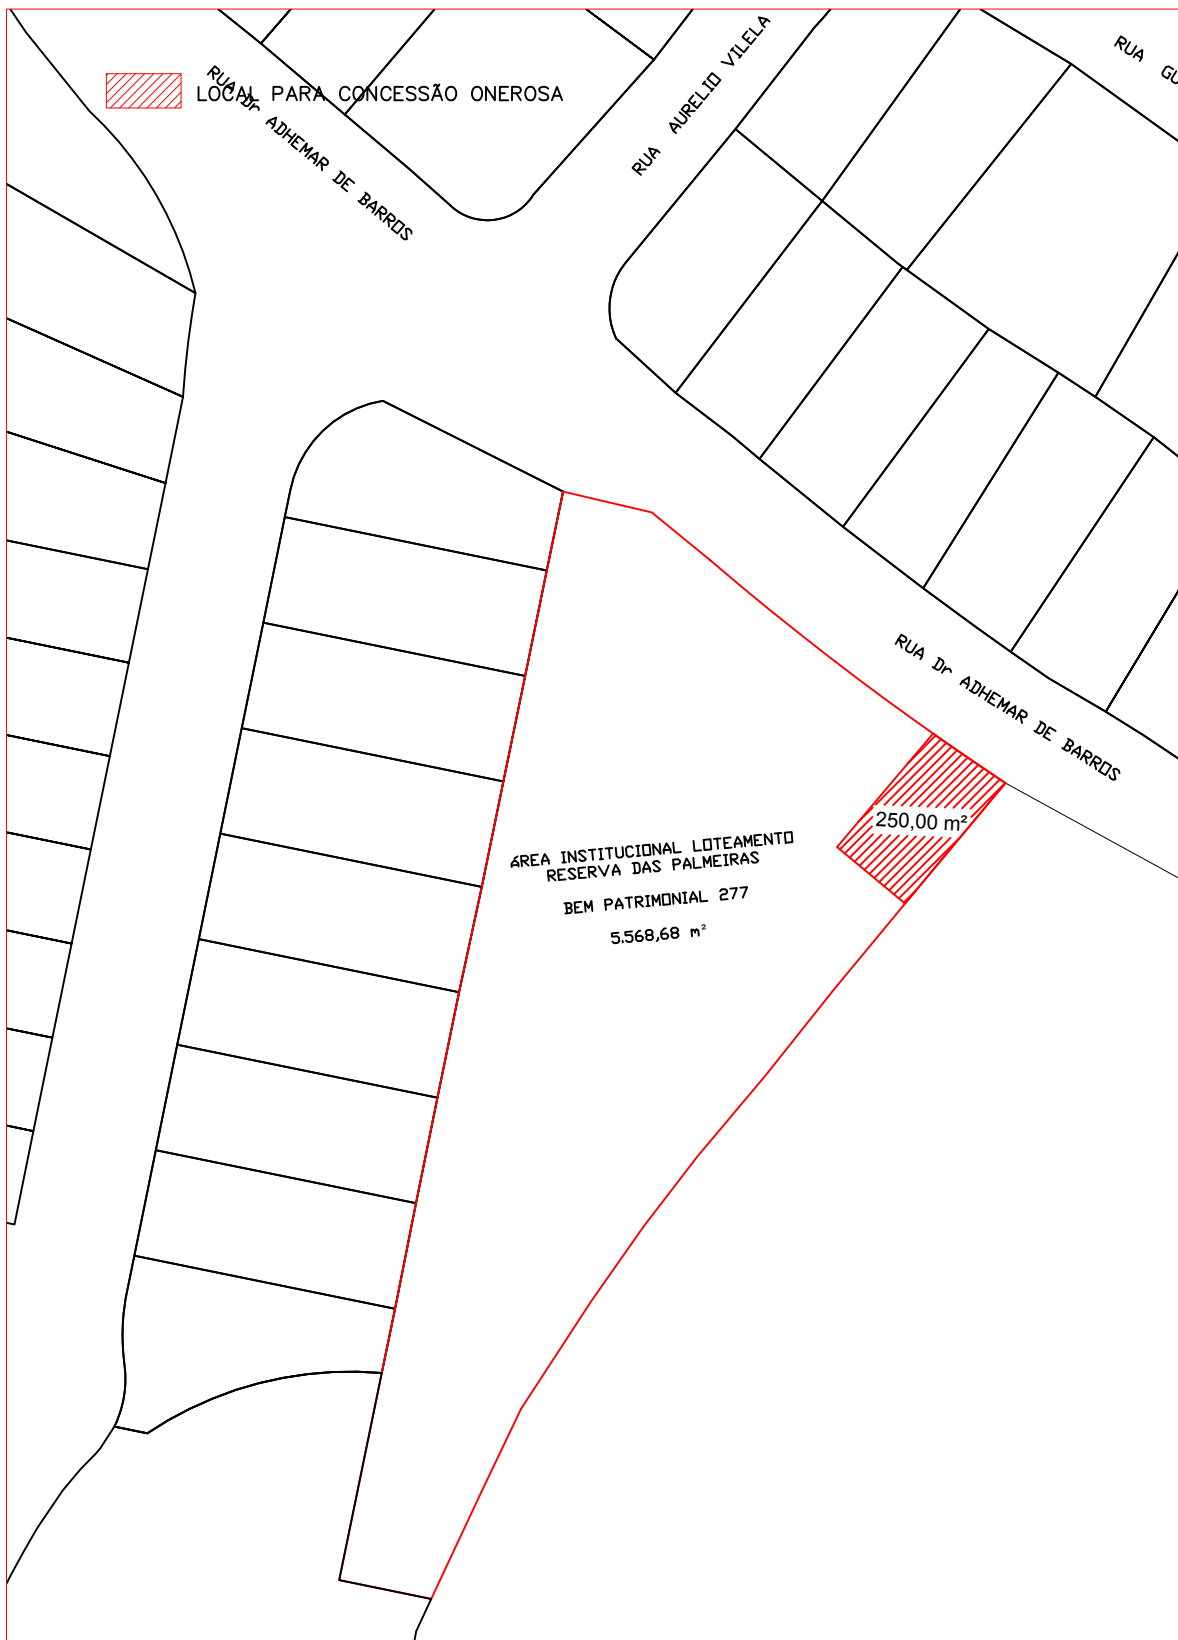 RUA GU
RUA AURELIO VILELA
LOCAL PARA CONCESSÃO ONEROSA
RUA Dr ADHEMAR DE BARROS
RUA Dr ADHEMAR DE BARROS
250,00 m²
ÁREA INSTITUCIONAL LOTEAMENTO
RESERVA DAS PALMEIRAS
BEM PATRIMONIAL 277
5.568,68 m²